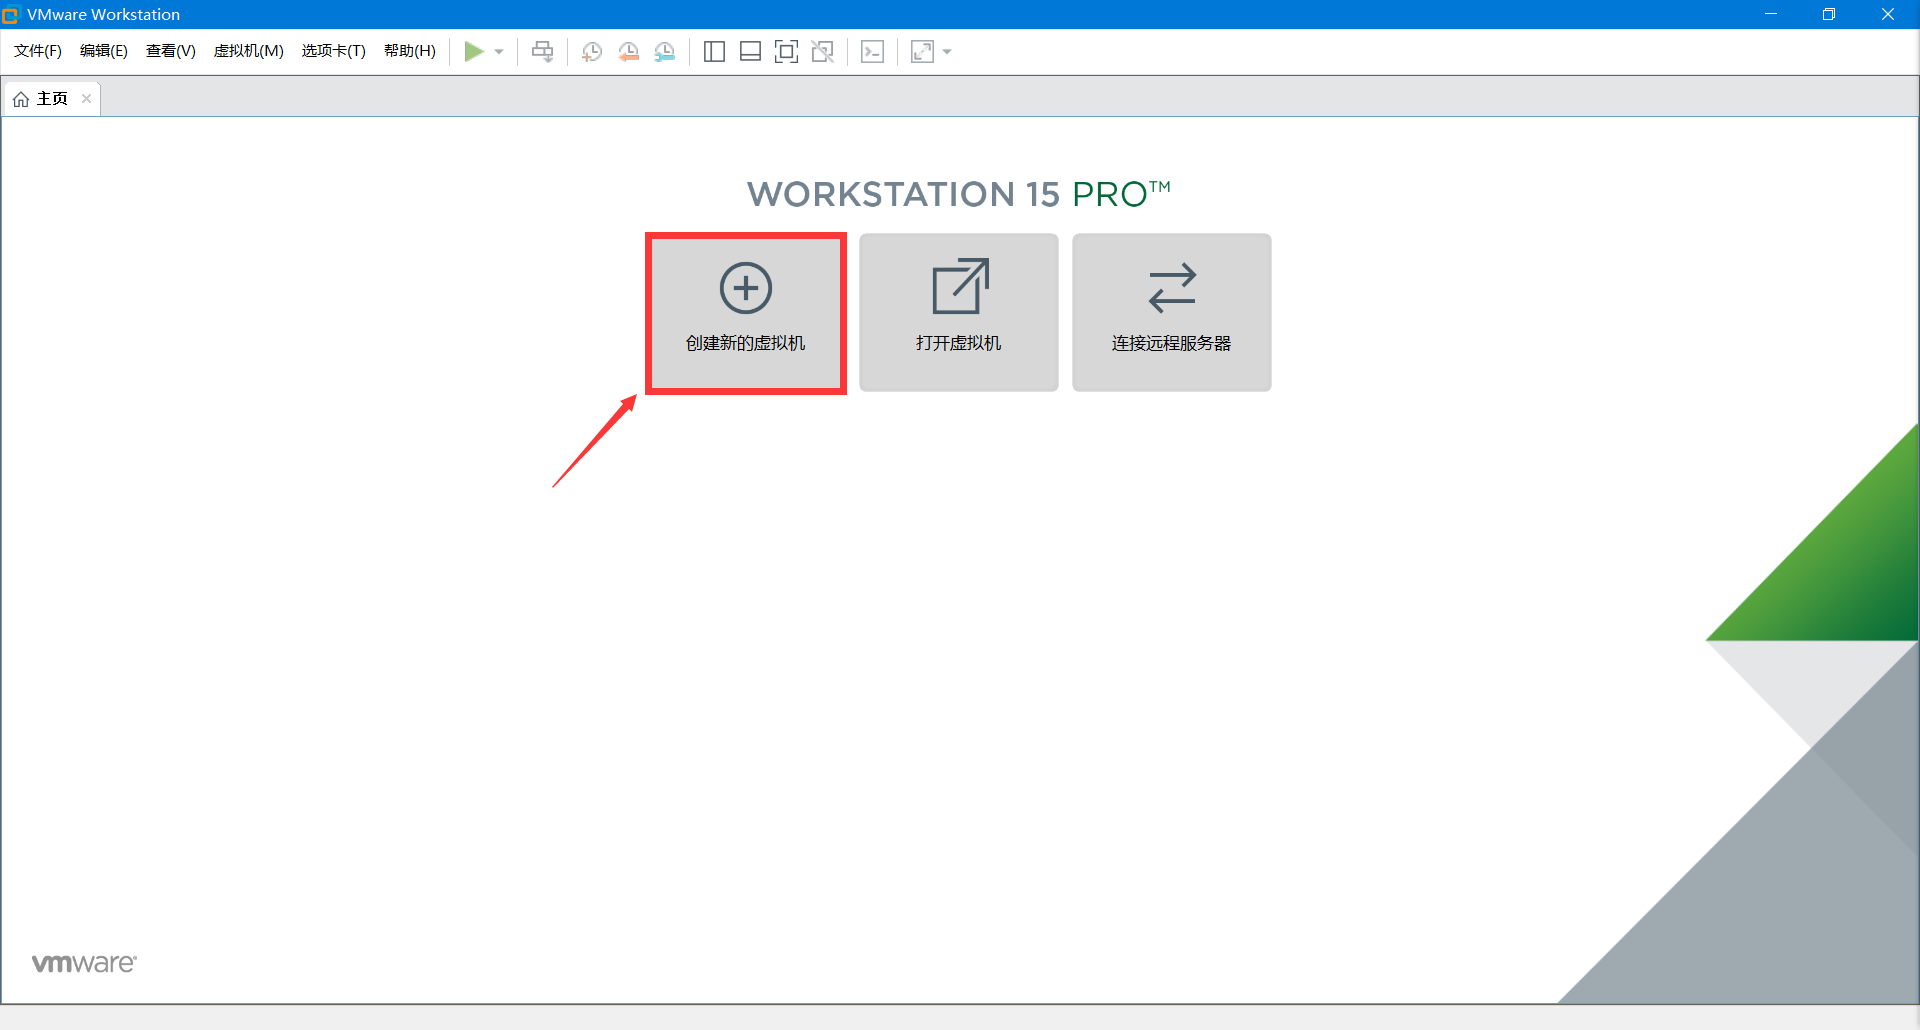 VMware Workstation
文件(F) 编辑(E) 查看(V) 虚拟机(M) 选项卡(T) 帮助(H)
主页
WORKSTATION 15 PRO™
创建新的虚拟机 打开虚拟机 连接远程服务器
vmware®